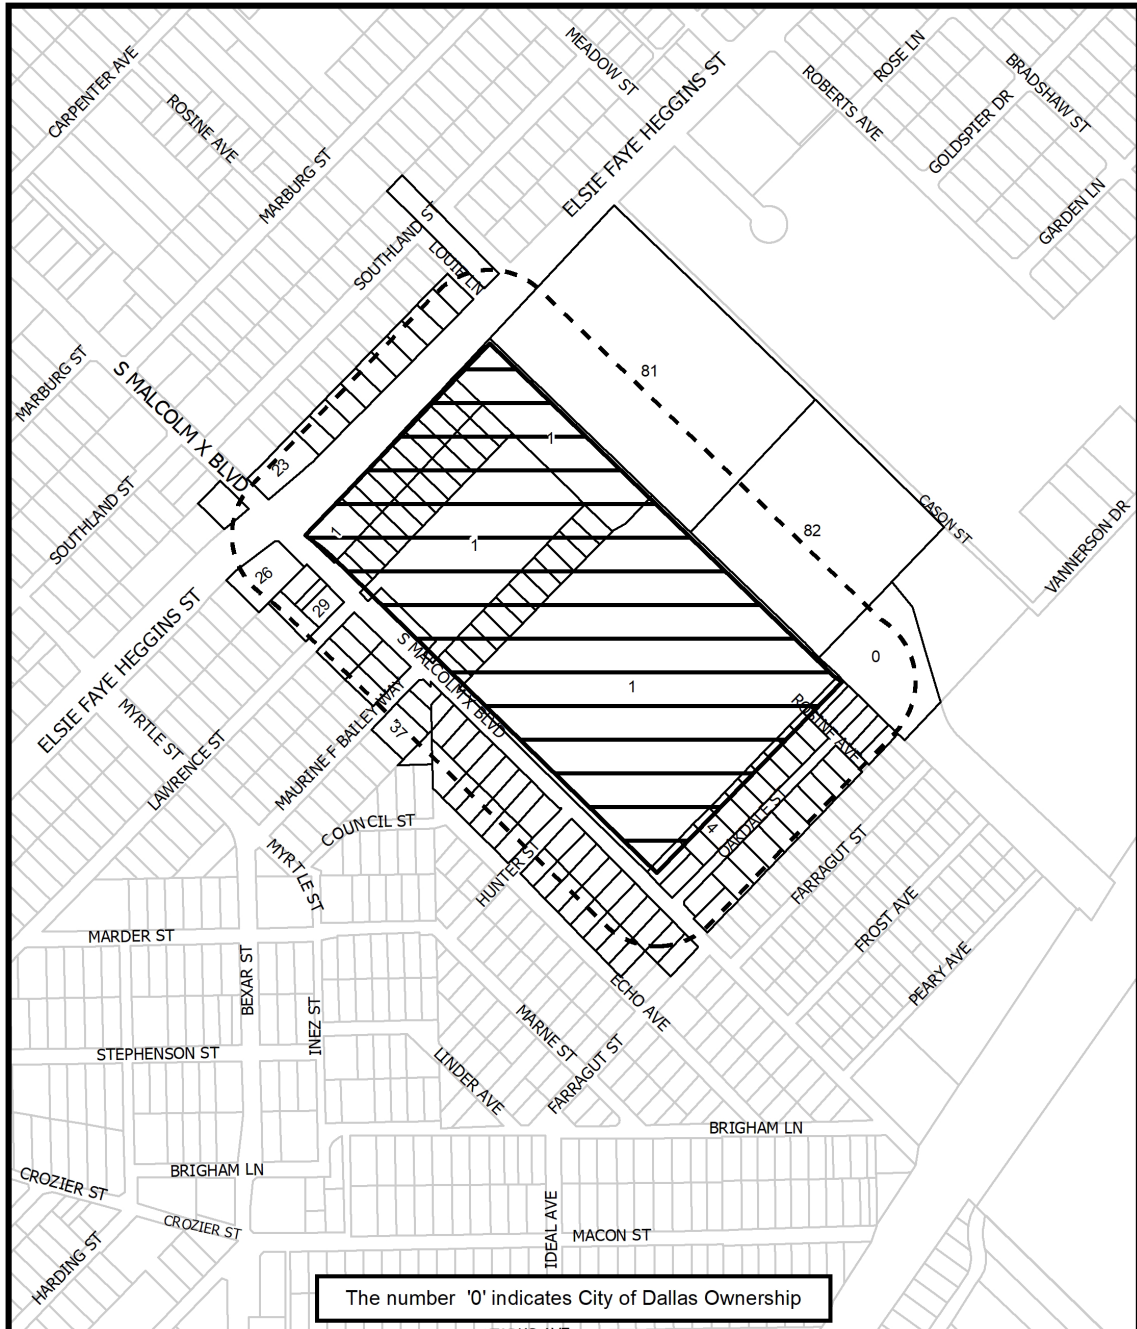 MEADOW ST
ROSE LN
CARPENTER AVE
BRADSHAW ST
ELSIE FAYE HEGGINS ST
ROBERTS AVE
ROSINE AVE
GOLDSPIER DR
MARBURG ST
GARDEN LN
SOUTHLAND ST
LOUIE LN
MARBURG ST
S MALCOLM X BLVD
81
1
23
SOUTHLAND ST
CASON ST
82
VANNERSON DR
1
1
26
29
ELSIE FAYE HEGGINS ST
0
S MALCOLM X BLVD
1
MYRTLE ST
MAURINE F BAILEY WAY
37
ROSINE AVE
LAWRENCE ST
COUNCIL ST
4
OAKDALE S
MYRTLE ST
HUNTER S
FARRAGUT ST
FROST AVE
MARDER ST
PEARY AVE
BEXAR ST
INEZ ST
ECHO AVE
MARNE ST
STEPHENSON ST
LINDER AVE
FARRAGUT ST
BRIGHAM LN
BRIGHAM LN
CROZIER ST
CROZIER ST
IDEAL AVE
MACON ST
HARDING ST
The number '0' indicates City of Dallas Ownership